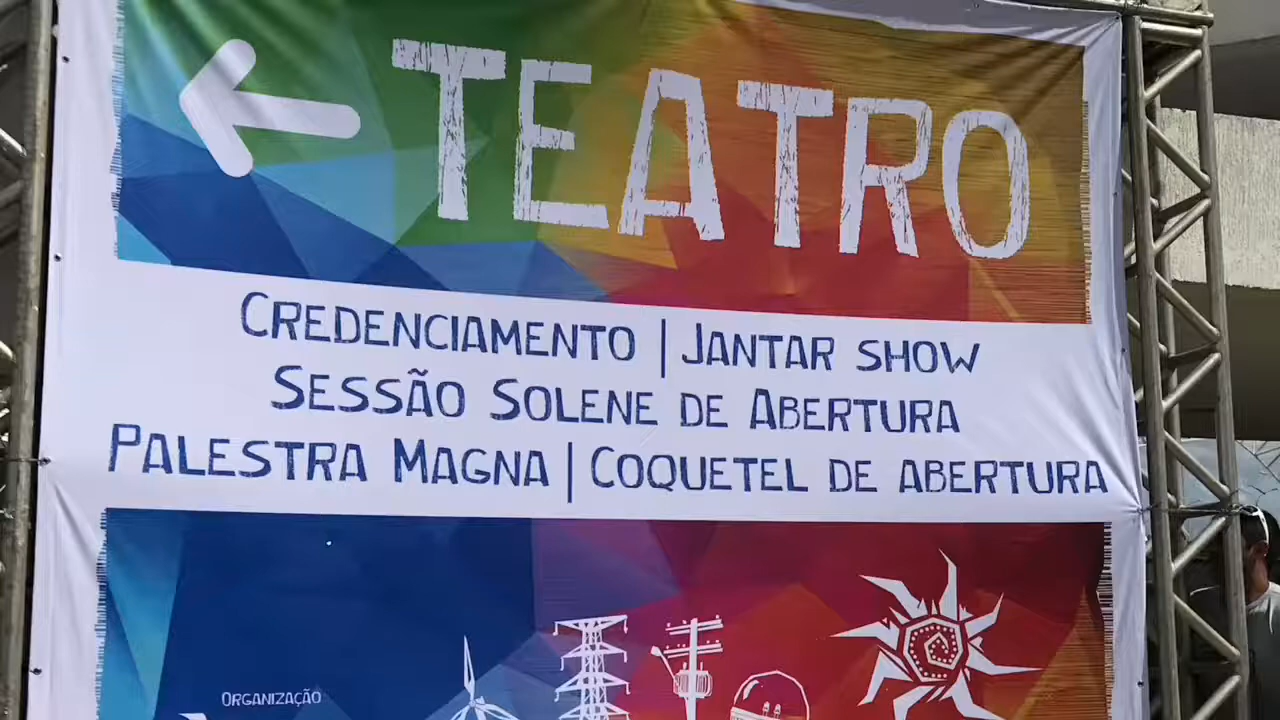 TEATRO
CREDENCIAMENTO | JANTAR SHOW
SESSÃO SOLENE DE ABERTURA
PALESTRA MAGNA | COQUETEL DE ABERTURA
ORGANIZAÇÃO